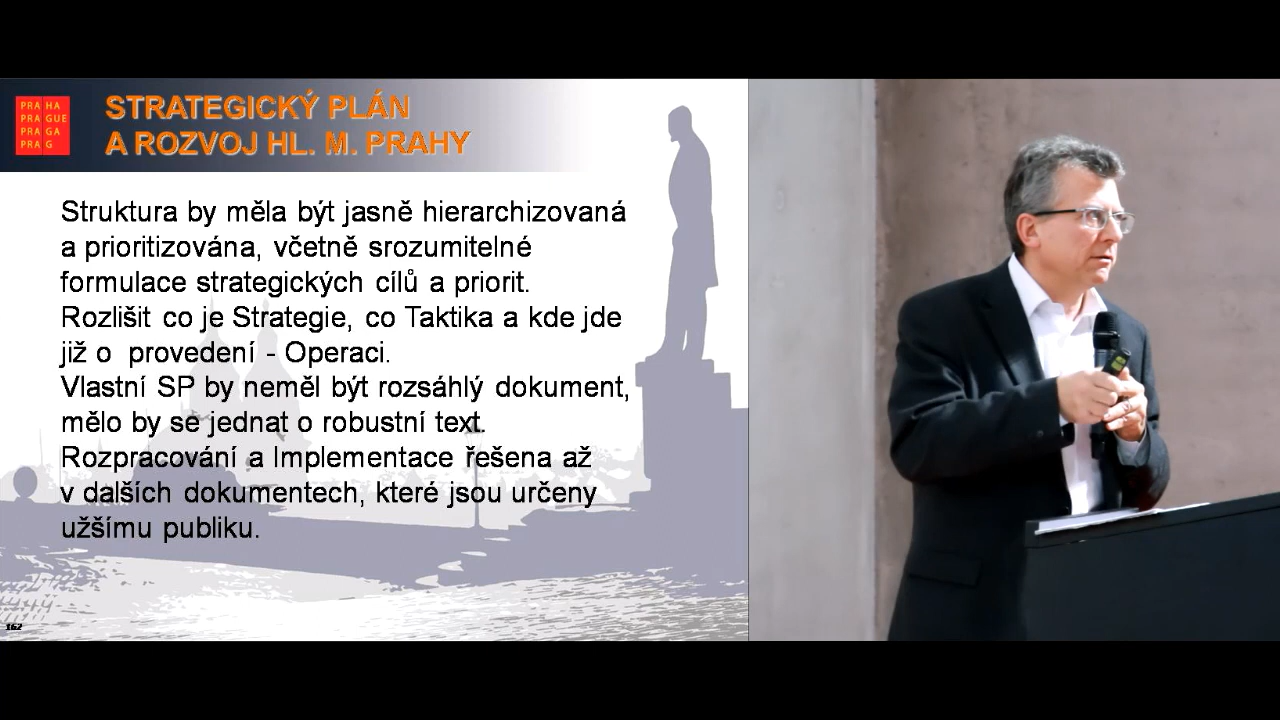 PRA HA
PRA GUE
PRA GA
PRA G
STRATEGICKÝ PLÁN
A ROZVOJ HL. M. PRAHY
Struktura by měla být jasně hierarchizovaná
a prioritizována, včetně srozumitelné
formulace strategických cílů a priorit.
Rozlišit co je Strategie, co Taktika a kde jde
již o provedení - Operaci.
Vlastní SP by neměl být rozsáhlý dokument,
mělo by se jednat o robustní text.
Rozpracování a Implementace řešena až
v dalších dokumentech, které jsou určeny
užšímu publiku.
162